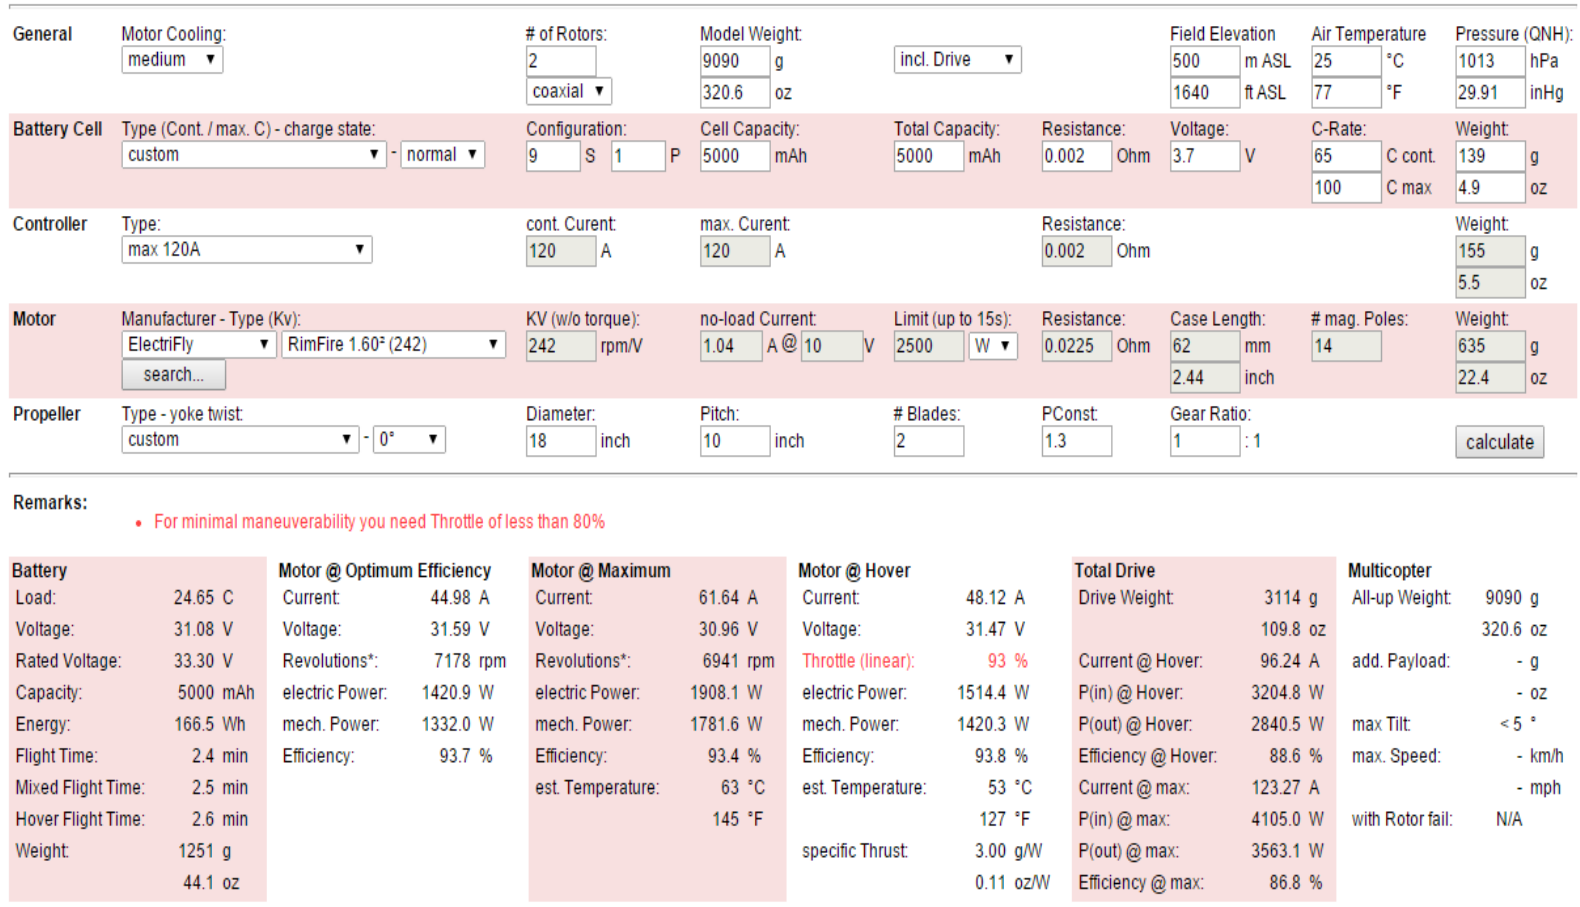 General Motor Cooling: # of Rotors: Model Weight: Field Elevation Air Temperature Pressure (QNH):
medium ▼ 2 9090 g incl. Drive ▼ 500 m ASL 25 °C 1013 hPa
coaxial ▼ 320.6 oz 1640 ft ASL 77 °F 29.91 inHg
Battery Cell Type (Cont. / max. C) - charge state: Configuration: Cell Capacity: Total Capacity: Resistance: Voltage: C-Rate: Weight:
custom ▼ - normal ▼ 9 S 1 P 5000 mAh 5000 mAh 0.002 Ohm 3.7 V 65 C cont. 139 g
100 C max 4.9 oz
Controller Type: cont. Curent: max. Curent: Resistance: Weight:
max 120A ▼ 120 A 120 A 0.002 Ohm 155 g
5.5 oz
Motor Manufacturer - Type (Kv): KV (w/o torque): no-load Current: Limit (up to 15s): Resistance: Case Length: # mag. Poles: Weight:
ElectriFly ▼ RimFire 1.60² (242) ▼ 242 rpm/V 1.04 A @ 10 V 2500 W ▼ 0.0225 Ohm 62 mm 14 635 g
search... 2.44 inch 22.4 oz
Propeller Type - yoke twist: Diameter: Pitch: # Blades: PConst: Gear Ratio:
custom ▼ - 0° ▼ 18 inch 10 inch 2 1.3 1 : 1 calculate
Remarks:
• For minimal maneuverability you need Throttle of less than 80%
Battery Motor @ Optimum Efficiency Motor @ Maximum Motor @ Hover Total Drive Multicopter
Load: 24.65 C Current: 44.98 A Current: 61.64 A Current: 48.12 A Drive Weight: 3114 g All-up Weight: 9090 g
Voltage: 31.08 V Voltage: 31.59 V Voltage: 30.96 V Voltage: 31.47 V 109.8 oz 320.6 oz
Rated Voltage: 33.30 V Revolutions*: 7178 rpm Revolutions*: 6941 rpm Throttle (linear): 93 % Current @ Hover: 96.24 A add. Payload: - g
Capacity: 5000 mAh electric Power: 1420.9 W electric Power: 1908.1 W electric Power: 1514.4 W P(in) @ Hover: 3204.8 W - oz
Energy: 166.5 Wh mech. Power: 1332.0 W mech. Power: 1781.6 W mech. Power: 1420.3 W P(out) @ Hover: 2840.5 W max Tilt: < 5 °
Flight Time: 2.4 min Efficiency: 93.7 % Efficiency: 93.4 % Efficiency: 93.8 % Efficiency @ Hover: 88.6 % max. Speed: - km/h
Mixed Flight Time: 2.5 min est. Temperature: 63 °C est. Temperature: 53 °C Current @ max: 123.27 A - mph
Hover Flight Time: 2.6 min 145 °F 127 °F P(in) @ max: 4105.0 W with Rotor fail: N/A
Weight: 1251 g specific Thrust: 3.00 g/W P(out) @ max: 3563.1 W
44.1 oz 0.11 oz/W Efficiency @ max: 86.8 %